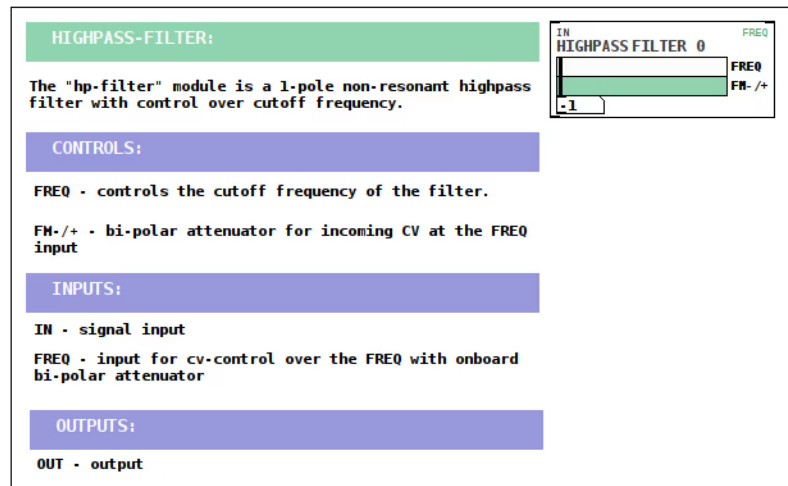 HIGHPASS-FILTER:
The "hp-filter" module is a 1-pole non-resonant highpass
filter with control over cutoff frequency.
CONTROLS:
FREQ - controls the cutoff frequency of the filter.
FM-/+ - bi-polar attenuator for incoming CV at the FREQ
input
INPUTS:
IN - signal input
FREQ - input for cv-control over the FREQ with onboard
bi-polar attenuator
OUTPUTS:
OUT - output
IN FREQ
HIGHPASS FILTER 0
FREQ
FM-/+
-1